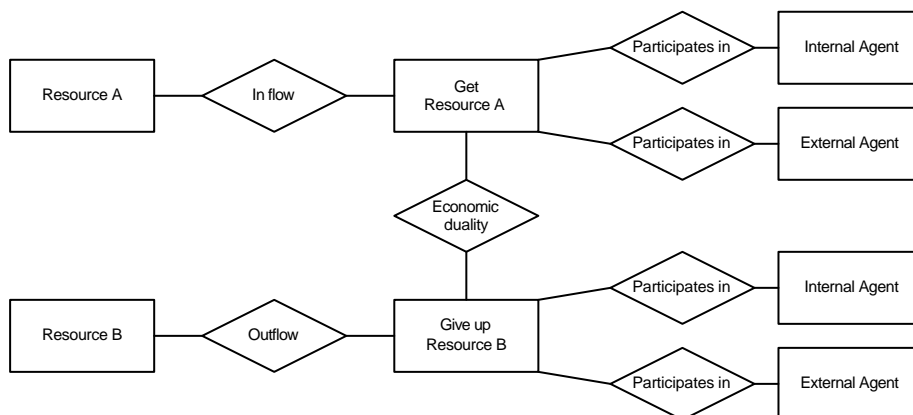 Participates in
Internal Agent
Resource A
In flow
Get
Resource A
Participates in
External Agent
Economic
duality
Participates in
Internal Agent
Resource B
Outflow
Give up
Resource B
Participates in
External Agent